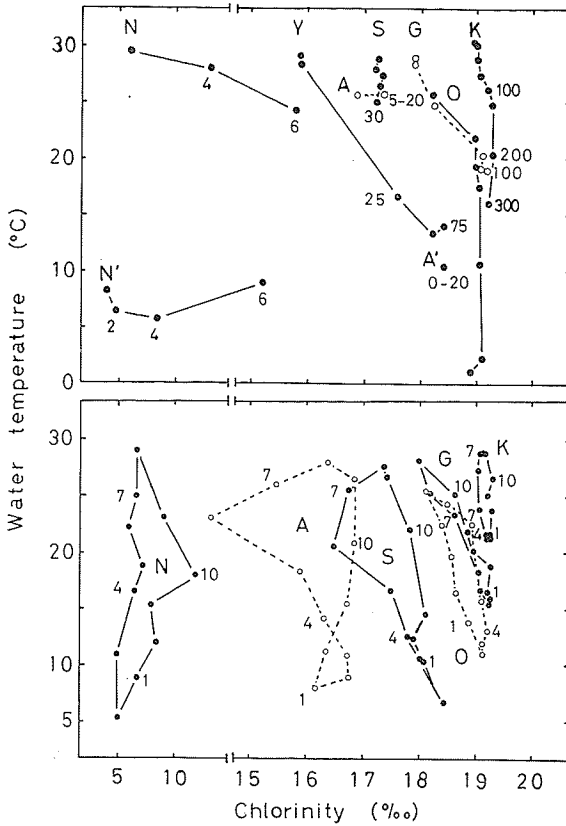 N Y S G K
30
A O 100
4 5-20
30
6
20 200
100
25 300
75
A'
10 N' 0-20
6
2 4
0
Water temperature (°C)
30
7 7 G 7 K
10 10
7 A 7
20 10 S 10 4 1
N 10
4 1
4 4 1 4
10 1 1 O
1
5
5 10 15 16 17 18 19 20
Chlorinity (‰)